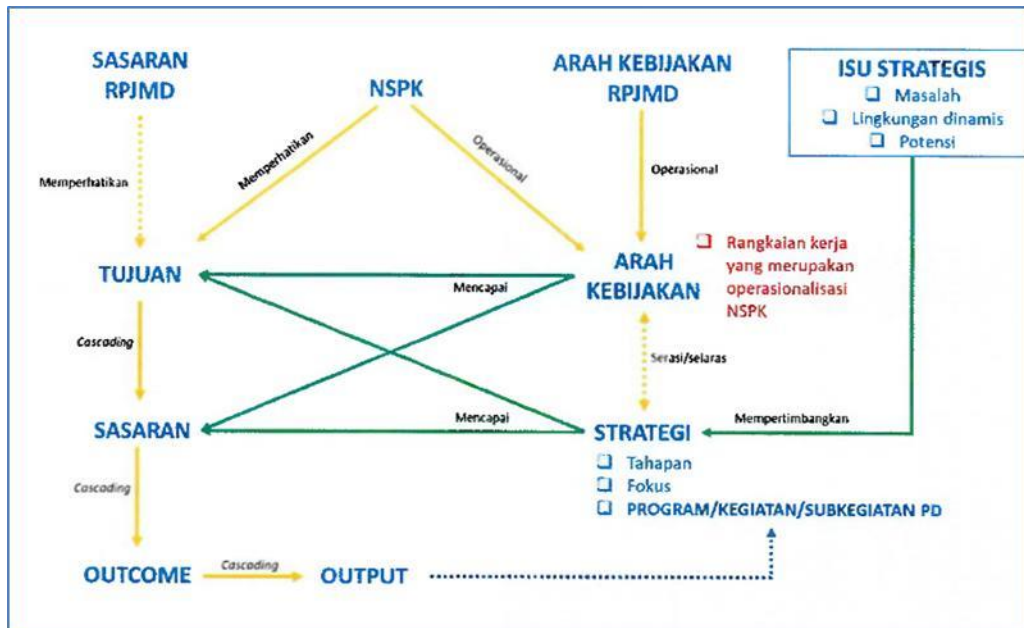 SASARAN
RPJMD
NSPK
ARAH KEBIJAKAN
RPJMD
ISU STRATEGIS
❑ Masalah
❑ Lingkungan dinamis
❑ Potensi
Memperhatikan
Memperhatikan
Operasional
Operasional
TUJUAN
Mencapai
ARAH
KEBIJAKAN
❑ Rangkaian kerja
yang merupakan
operasionalisasi
NSPK
Cascading
Serasi/selaras
SASARAN
Mencapai
STRATEGI
Mempertimbangkan
❑ Tahapan
❑ Fokus
❑ PROGRAM/KEGIATAN/SUBKEGIATAN PD
Cascading
OUTCOME
Cascading
OUTPUT